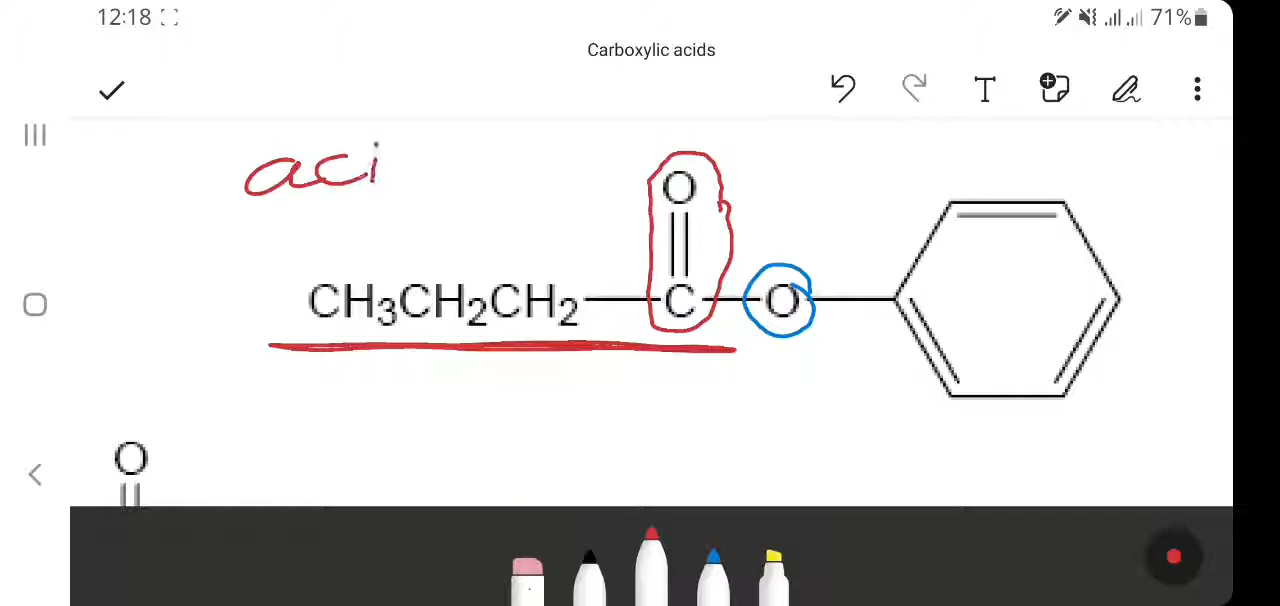 12:18 71%
Carboxylic acids
T
aci
O
CH₃CH₂CH₂ C O
O